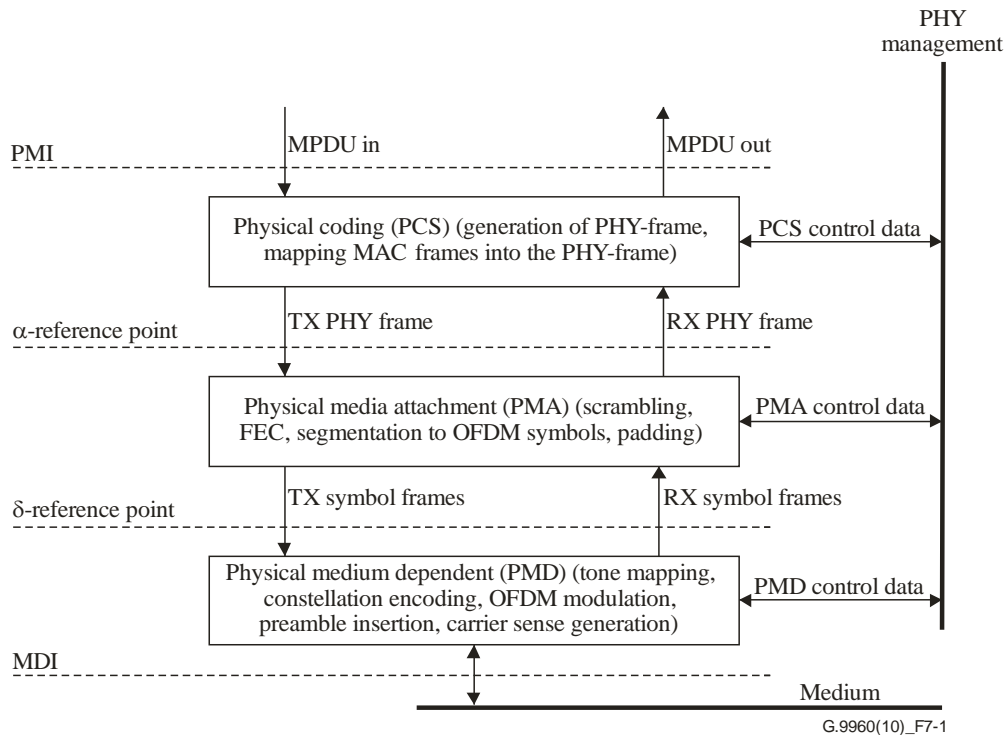 PHY
management
MPDU in
MPDU out
PMI
Physical coding (PCS) (generation of PHY-frame,
mapping MAC frames into the PHY-frame)
PCS control data
TX PHY frame
RX PHY frame
α-reference point
Physical media attachment (PMA) (scrambling,
FEC, segmentation to OFDM symbols, padding)
PMA control data
TX symbol frames
RX symbol frames
δ-reference point
Physical medium dependent (PMD) (tone mapping,
constellation encoding, OFDM modulation,
preamble insertion, carrier sense generation)
PMD control data
MDI
Medium
G.9960(10)_F7-1